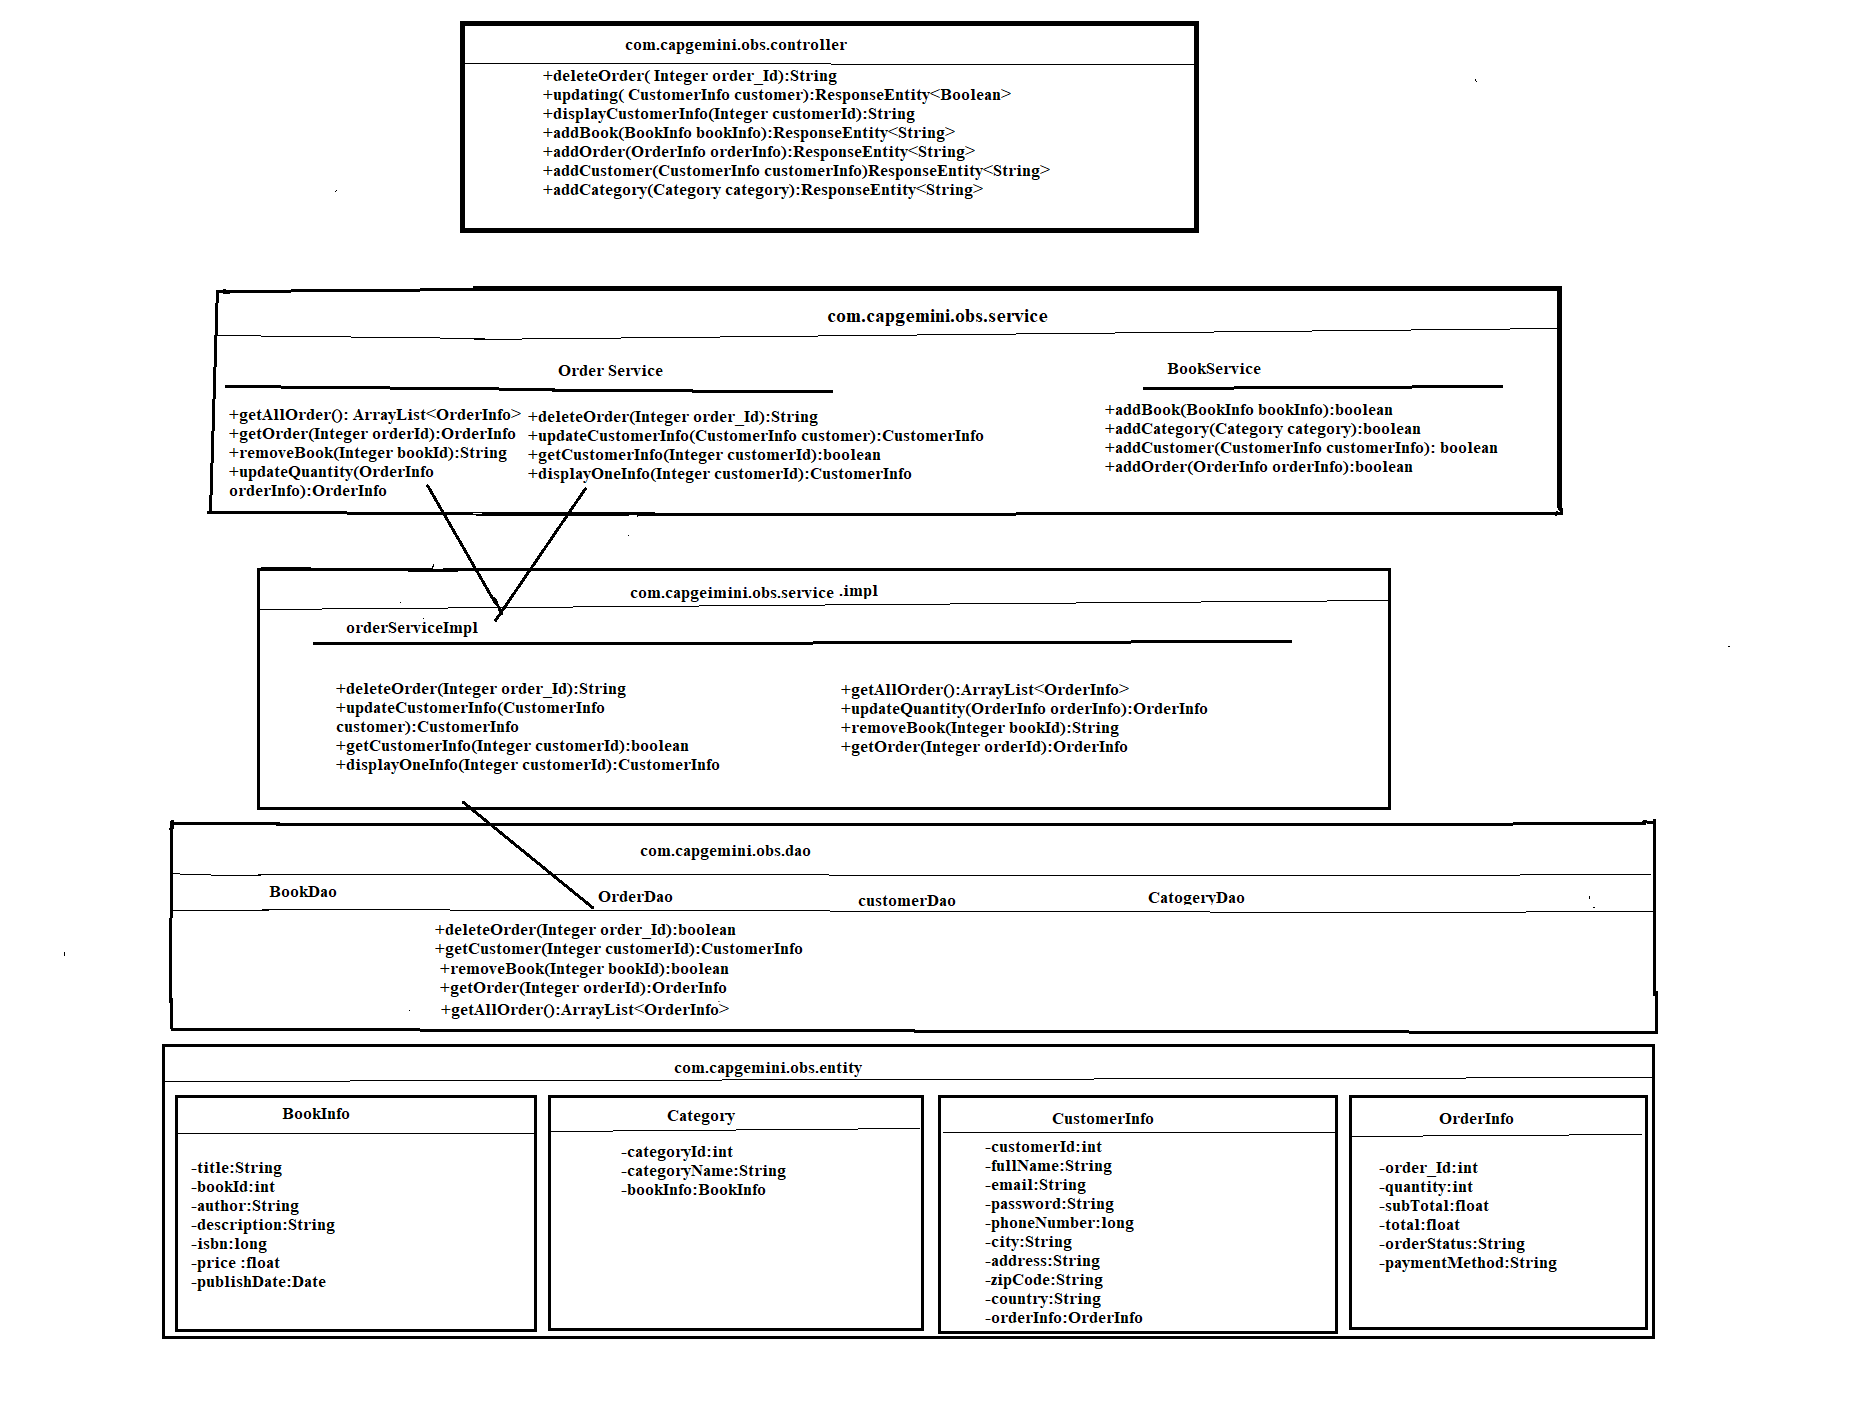 com.capgemini.obs.controller
+deleteOrder( Integer order_Id):String
+updating( CustomerInfo customer):ResponseEntity<Boolean>
+displayCustomerInfo(Integer customerId):String
+addBook(BookInfo bookInfo):ResponseEntity<String>
+addOrder(OrderInfo orderInfo):ResponseEntity<String>
+addCustomer(CustomerInfo customerInfo)ResponseEntity<String>
+addCategory(Category category):ResponseEntity<String>
com.capgemini.obs.service
Order Service
+getAllOrder(): ArrayList<OrderInfo>
+getOrder(Integer orderId):OrderInfo
+removeBook(Integer bookId):String
+updateQuantity(OrderInfo
orderInfo):OrderInfo
+deleteOrder(Integer order_Id):String
+updateCustomerInfo(CustomerInfo customer):CustomerInfo
+getCustomerInfo(Integer customerId):boolean
+displayOneInfo(Integer customerId):CustomerInfo
BookService
+addBook(BookInfo bookInfo):boolean
+addCategory(Category category):boolean
+addCustomer(CustomerInfo customerInfo): boolean
+addOrder(OrderInfo orderInfo):boolean
com.capgeimini.obs.service .impl
orderServiceImpl
+deleteOrder(Integer order_Id):String
+updateCustomerInfo(CustomerInfo
customer):CustomerInfo
+getCustomerInfo(Integer customerId):boolean
+displayOneInfo(Integer customerId):CustomerInfo
+getAllOrder():ArrayList<OrderInfo>
+updateQuantity(OrderInfo orderInfo):OrderInfo
+removeBook(Integer bookId):String
+getOrder(Integer orderId):OrderInfo
com.capgemini.obs.dao
BookDao
OrderDao
customerDao
CatogeryDao
+deleteOrder(Integer order_Id):boolean
+getCustomer(Integer customerId):CustomerInfo
+removeBook(Integer bookId):boolean
+getOrder(Integer orderId):OrderInfo
+getAllOrder():ArrayList<OrderInfo>
com.capgemini.obs.entity
BookInfo
-title:String
-bookId:int
-author:String
-description:String
-isbn:long
-price :float
-publishDate:Date
Category
-categoryId:int
-categoryName:String
-bookInfo:BookInfo
CustomerInfo
-customerId:int
-fullName:String
-email:String
-password:String
-phoneNumber:long
-city:String
-address:String
-zipCode:String
-country:String
-orderInfo:OrderInfo
OrderInfo
-order_Id:int
-quantity:int
-subTotal:float
-total:float
-orderStatus:String
-paymentMethod:String